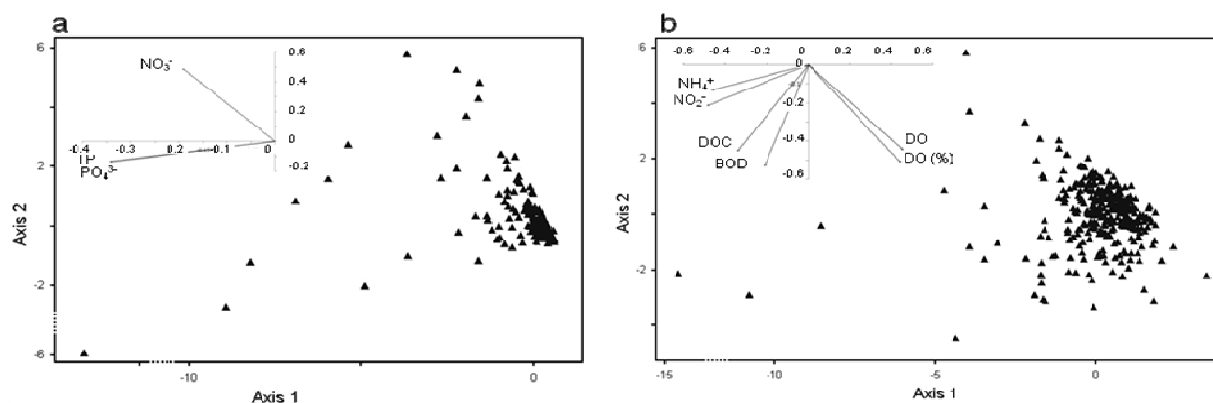 a
6
2
-2
-6
-10
0
Axis 1
Axis 2
NO₃⁻
TP
PO₄³⁻
-0.4 -0.3 0.2 -0.1 0
0.6
0.4
0.2
0
-0.2
b
6
2
-2
-15 -10 -5 0
Axis 1
Axis 2
-0.6 -0.4 -0.2 0 0.2 0.4 0.6
0
-0.2
-0.4
-0.6
NH₄⁺
NO₂⁻
DOC
BOD
DO
DO (%)